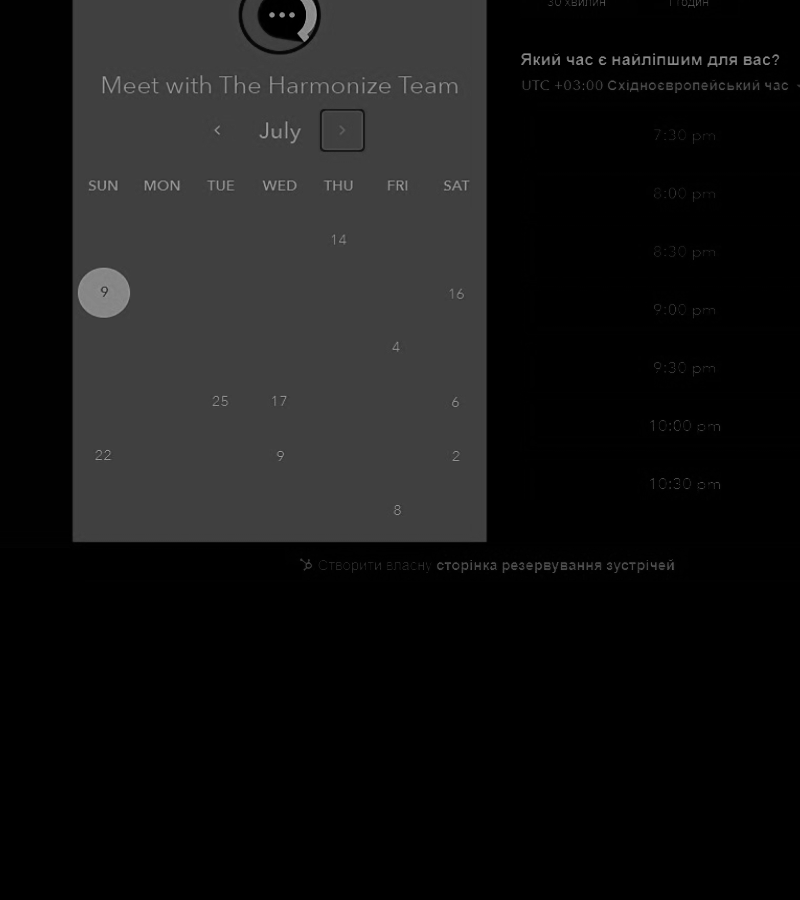 30 хвилин
1 годин
Який час є найліпшим для вас?
Meet with The Harmonize Team
UTC +03:00 Східноєвропейський час
July
7:30 pm
SUN MON TUE WED THU FRI SAT
8:00 pm
14
8:30 pm
9
16
9:00 pm
4
9:30 pm
25 17 6
10:00 pm
22 9 2
10:30 pm
8
Створити власну сторінка резервування зустрічей